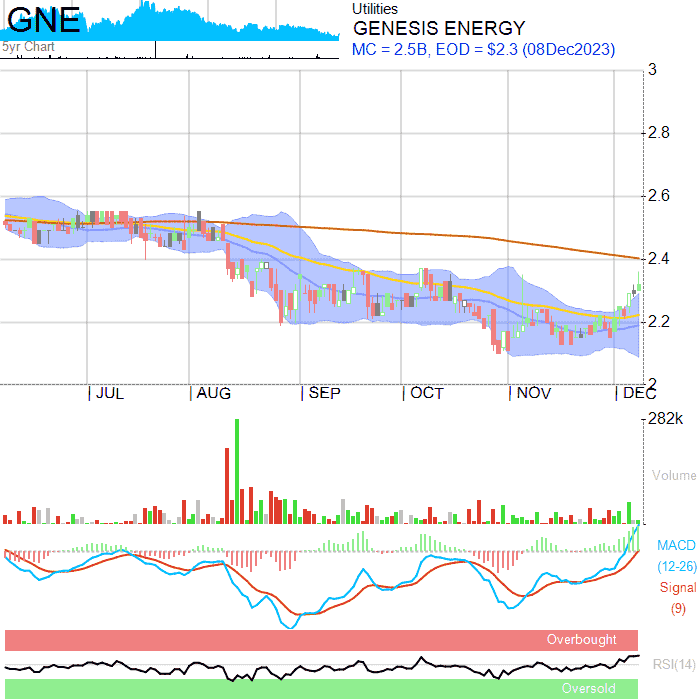 GNE
5yr Chart
Utilities
GENESIS ENERGY
MC = 2.5B, EOD = $2.3 (08Dec2023)
3
2.8
2.6
2.4
2.2
2
JUL AUG SEP OCT NOV DEC
282k
Volume
MACD
(12-26)
Signal
(9)
Overbought
RSI(14)
Oversold